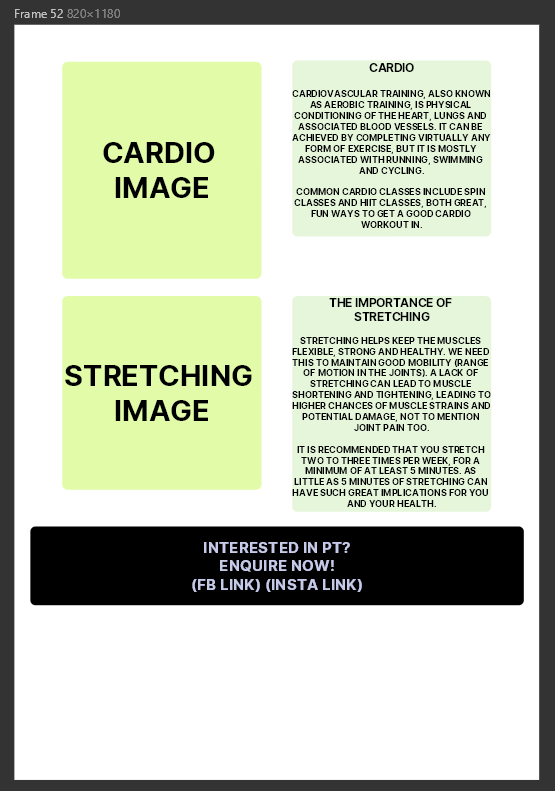 Frame 52 820×1180
CARDIO
IMAGE
CARDIO
CARDIOVASCULAR TRAINING, ALSO KNOWN
AS AEROBIC TRAINING, IS PHYSICAL
CONDITIONING OF THE HEART, LUNGS AND
ASSOCIATED BLOOD VESSELS. IT CAN BE
ACHIEVED BY COMPLETING VIRTUALLY ANY
FORM OF EXERCISE, BUT IT IS MOSTLY
ASSOCIATED WITH RUNNING, SWIMMING
AND CYCLING.
COMMON CARDIO CLASSES INCLUDE SPIN
CLASSES AND HIIT CLASSES, BOTH GREAT,
FUN WAYS TO GET A GOOD CARDIO
WORKOUT IN.
STRETCHING
IMAGE
THE IMPORTANCE OF
STRETCHING
STRETCHING HELPS KEEP THE MUSCLES
FLEXIBLE, STRONG AND HEALTHY. WE NEED
THIS TO MAINTAIN GOOD MOBILITY (RANGE
OF MOTION IN THE JOINTS). A LACK OF
STRETCHING CAN LEAD TO MUSCLE
SHORTENING AND TIGHTENING, LEADING TO
HIGHER CHANCES OF MUSCLE STRAINS AND
POTENTIAL DAMAGE, NOT TO MENTION
JOINT PAIN TOO.
IT IS RECOMMENDED THAT YOU STRETCH
TWO TO THREE TIMES PER WEEK, FOR A
MINIMUM OF AT LEAST 5 MINUTES. AS
LITTLE AS 5 MINUTES OF STRETCHING CAN
HAVE SUCH GREAT IMPLICATIONS FOR YOU
AND YOUR HEALTH.
INTERESTED IN PT?
ENQUIRE NOW!
(FB LINK) (INSTA LINK)